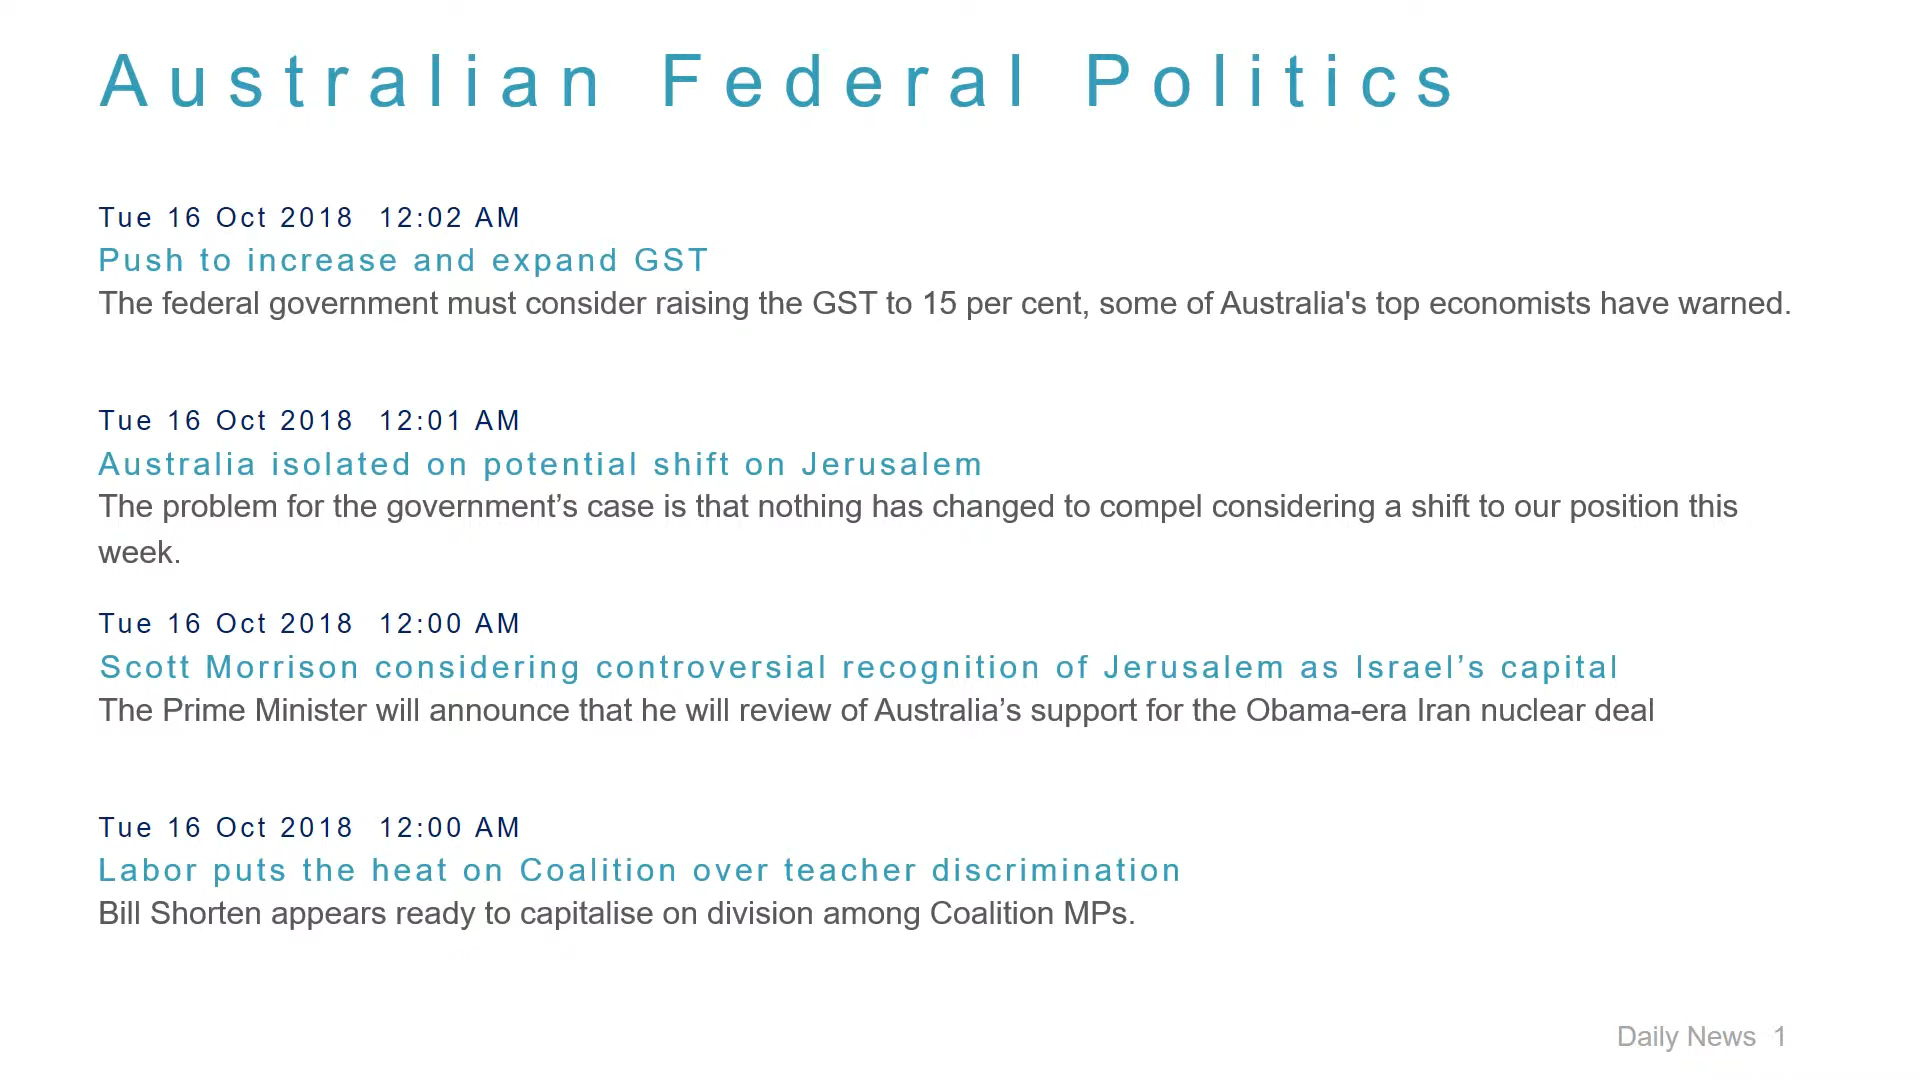 Australian Federal Politics
Tue 16 Oct 2018  12:02 AM
Push to increase and expand GST
The federal government must consider raising the GST to 15 per cent, some of Australia's top economists have warned.
Tue 16 Oct 2018  12:01 AM
Australia isolated on potential shift on Jerusalem
The problem for the government’s case is that nothing has changed to compel considering a shift to our position this
week.
Tue 16 Oct 2018  12:00 AM
Scott Morrison considering controversial recognition of Jerusalem as Israel’s capital
The Prime Minister will announce that he will review of Australia’s support for the Obama-era Iran nuclear deal
Tue 16 Oct 2018  12:00 AM
Labor puts the heat on Coalition over teacher discrimination
Bill Shorten appears ready to capitalise on division among Coalition MPs.
Daily News  1